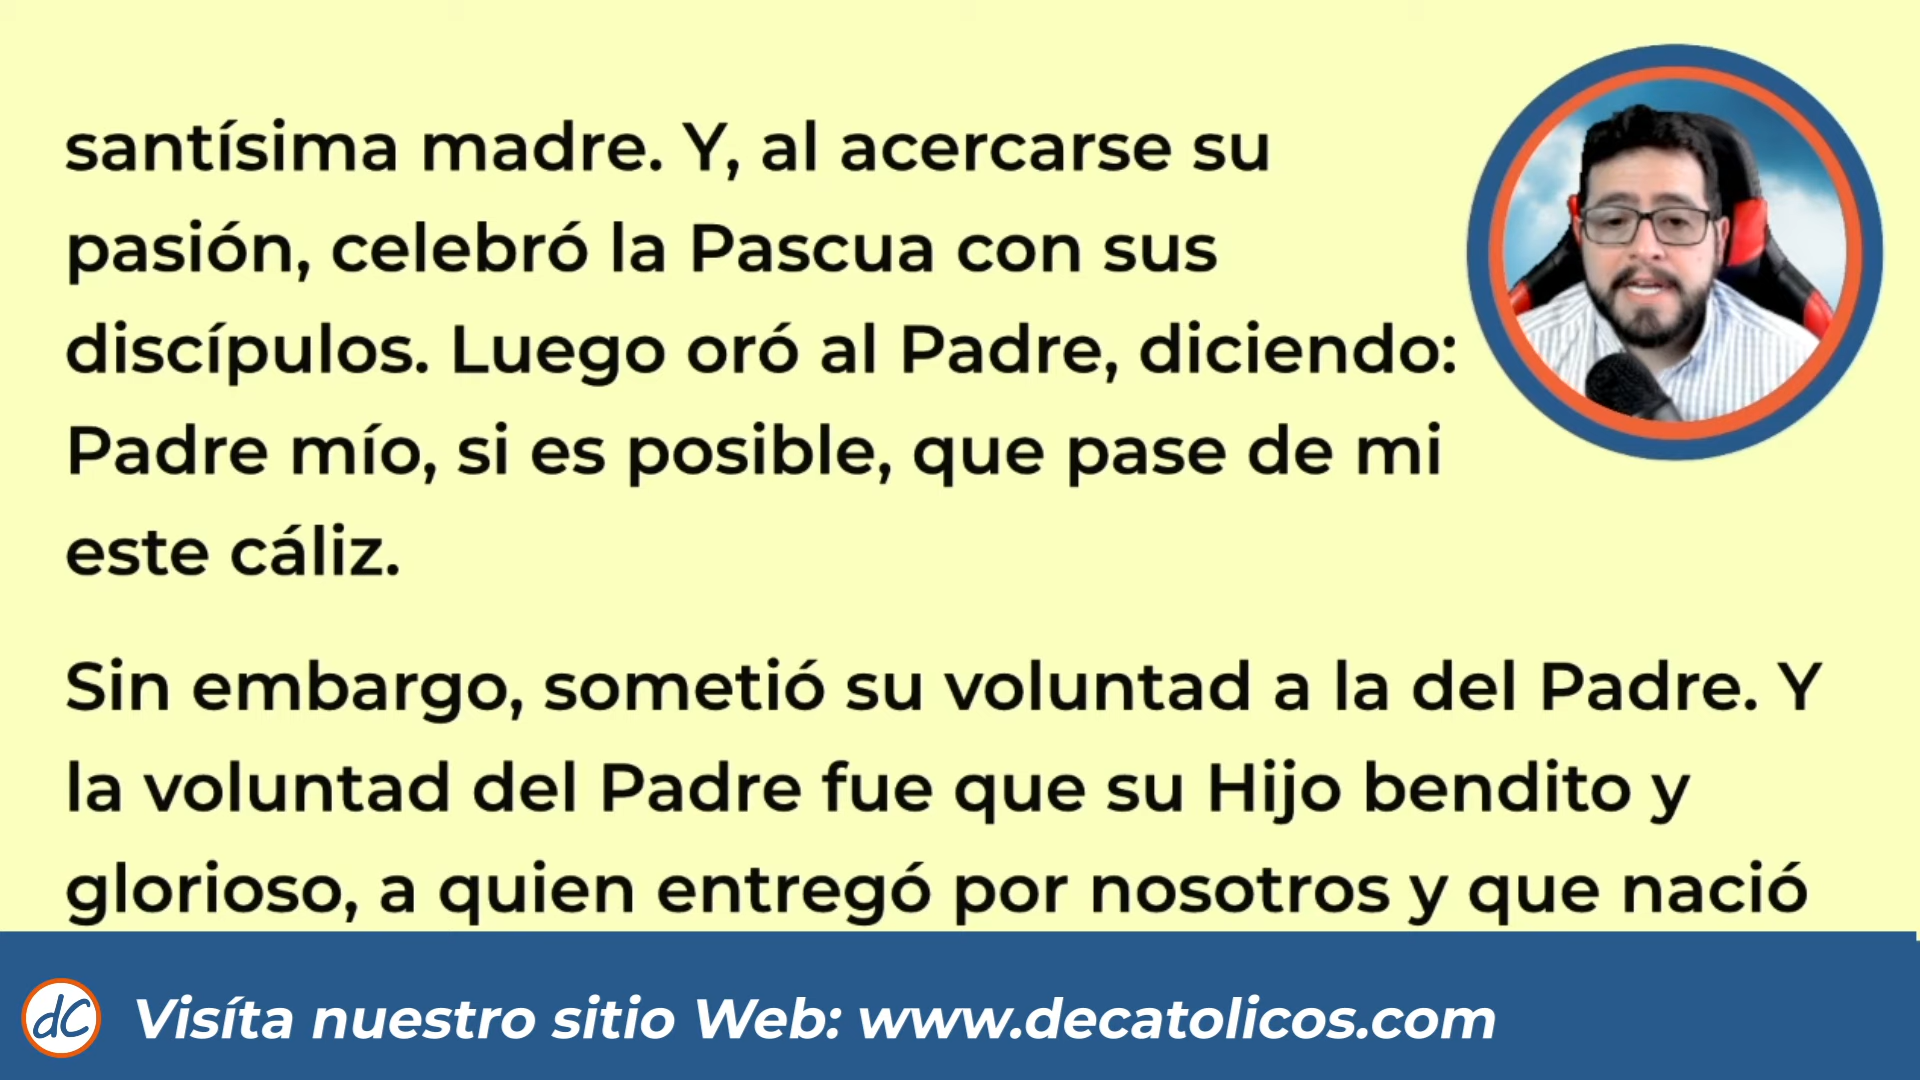 santísima madre. Y, al acercarse su
pasión, celebró la Pascua con sus
discípulos. Luego oró al Padre, diciendo:
Padre mío, si es posible, que pase de mi
este cáliz.
Sin embargo, sometió su voluntad a la del Padre. Y
la voluntad del Padre fue que su Hijo bendito y
glorioso, a quien entregó por nosotros y que nació
dC Visíta nuestro sitio Web: www.decatolicos.com